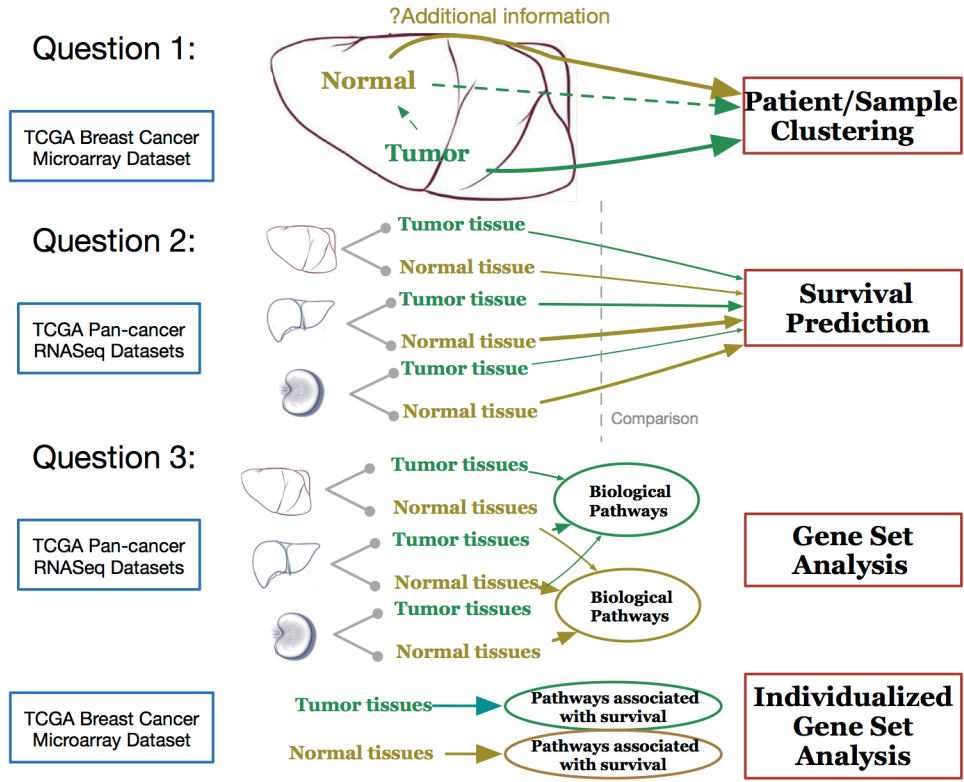 ?Additional information
Question 1:
Normal
Tumor
TCGA Breast Cancer
Microarray Dataset
Patient/Sample
Clustering
Question 2:
Tumor tissue
Normal tissue
Tumor tissue
Normal tissue
Tumor tissue
Normal tissue
TCGA Pan-cancer
RNASeq Datasets
Survival
Prediction
Comparison
Question 3:
Tumor tissues
Normal tissues
Tumor tissues
Normal tissues
Tumor tissues
Normal tissues
TCGA Pan-cancer
RNASeq Datasets
Biological
Pathways
Biological
Pathways
Gene Set
Analysis
TCGA Breast Cancer
Microarray Dataset
Tumor tissues
Pathways associated
with survival
Normal tissues
Pathways associated
with survival
Individualized
Gene Set
Analysis